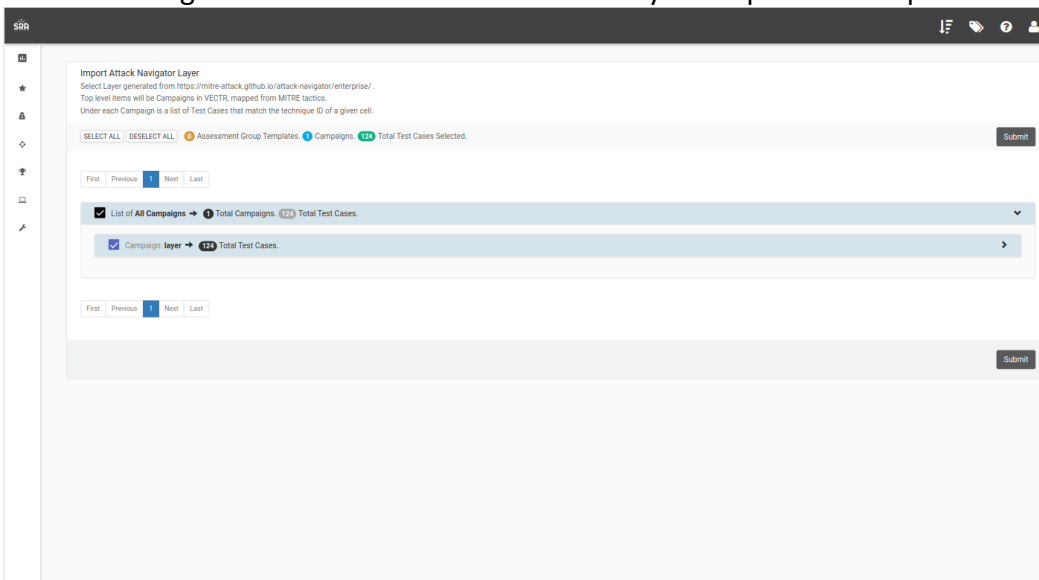 SRA
Import Attack Navigator Layer
Select Layer generated from https://mitre-attack.github.io/attack-navigator/enterprise/ .
Top level items will be Campaigns in VECTR, mapped from MITRE tactics.
Under each Campaign is a list of Test Cases that match the technique ID of a given cell.
SELECT ALL DESELECT ALL 0 Assessment Group Templates. 1 Campaigns. 124 Total Test Cases Selected. Submit
First Previous 1 Next Last
List of All Campaigns → 1 Total Campaigns. 124 Total Test Cases.
Campaign: layer → 124 Total Test Cases.
First Previous 1 Next Last
Submit